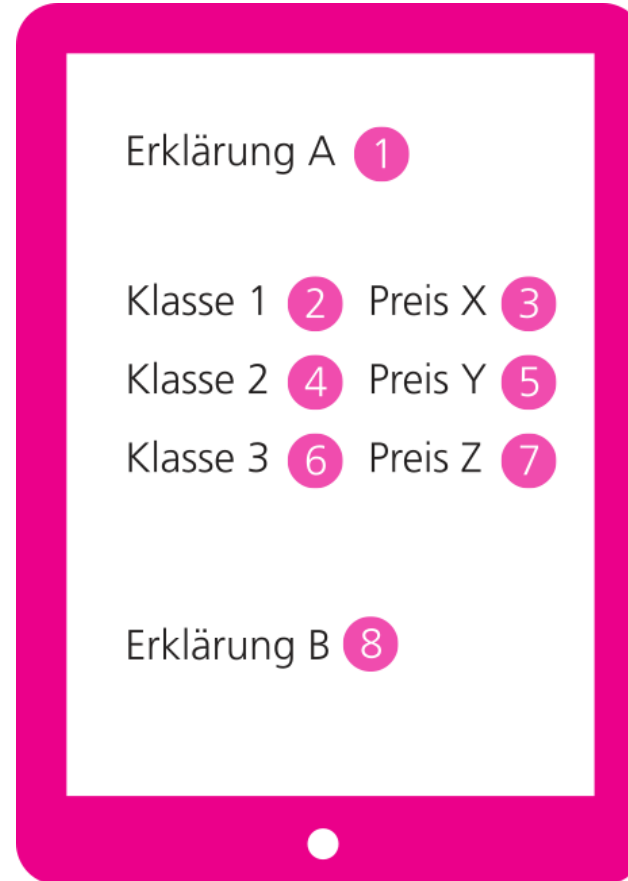 Erklärung A 1
Klasse 1 2 Preis X 3
Klasse 2 4 Preis Y 5
Klasse 3 6 Preis Z 7
Erklärung B 8